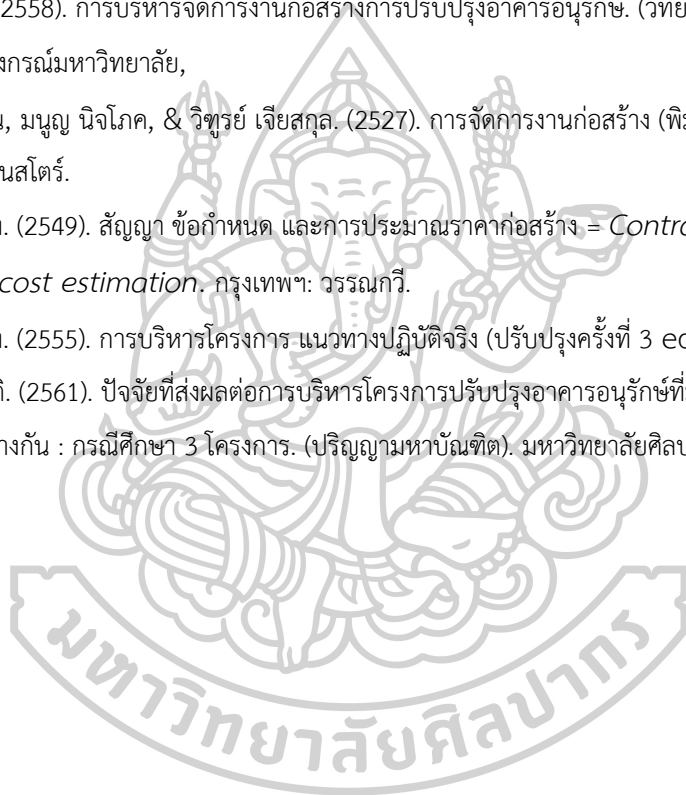 2558). การบริหารจัดการงานก่อสร้างการปรับปรุงอาคารอนุรักษ์. (วิทย
งกรณ์มหาวิทยาลัย,
น, มนูญ นิจโภค, & วิฑูรย์ เจียสกุล. (2527). การจัดการงานก่อสร้าง (พิม
นสโตร์.
. (2549). สัญญา ข้อกำหนด และการประมาณราคาก่อสร้าง = Contra
cost estimation. กรุงเทพฯ: วรรณกวี.
. (2555). การบริหารโครงการ แนวทางปฏิบัติจริง (ปรับปรุงครั้งที่ 3 ed
ติ. (2561). ปัจจัยที่ส่งผลต่อการบริหารโครงการปรับปรุงอาคารอนุรักษ์ที่
างกัน : กรณีศึกษา 3 โครงการ. (ปริญญามหาบัณฑิต). มหาวิทยาลัยศิลป
มหาวิทยาลัยศิลปากร